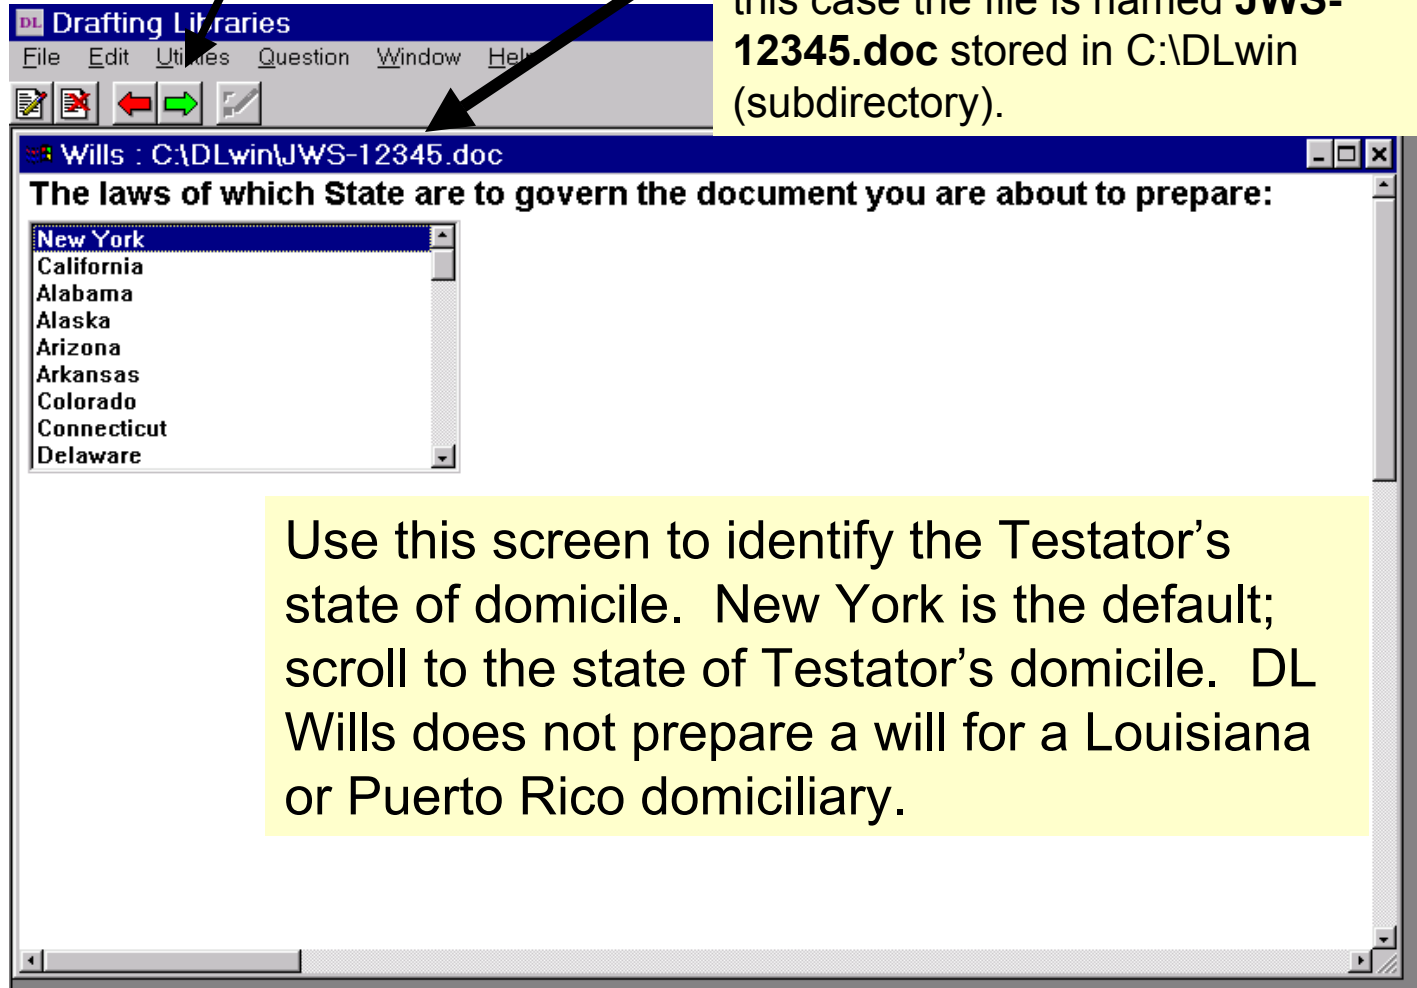 this case the file is named JWS-
12345.doc stored in C:\DLwin
(subdirectory).
DL Drafting Libraries
File Edit Utilities Question Window Help
Wills : C:\DLwin\JWS-12345.doc
The laws of which State are to govern the document you are about to prepare:
New York
California
Alabama
Alaska
Arizona
Arkansas
Colorado
Connecticut
Delaware
Use this screen to identify the Testator’s
state of domicile. New York is the default;
scroll to the state of Testator’s domicile. DL
Wills does not prepare a will for a Louisiana
or Puerto Rico domiciliary.